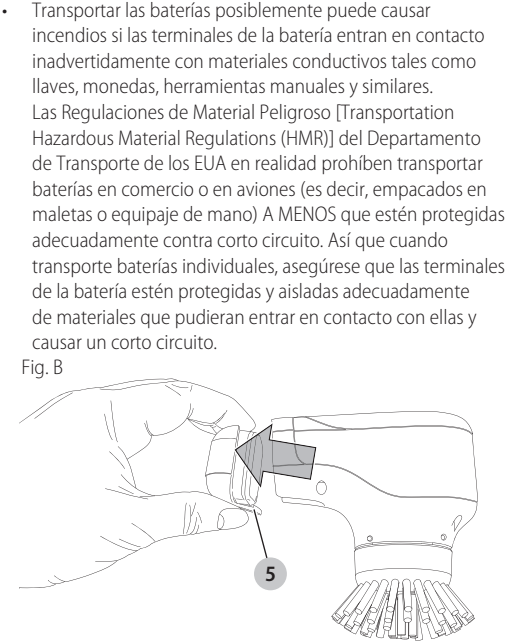 • Transportar las baterías posiblemente puede causar
incendios si las terminales de la batería entran en contacto
inadvertidamente con materiales conductivos tales como
llaves, monedas, herramientas manuales y similares.
Las Regulaciones de Material Peligroso [Transportation
Hazardous Material Regulations (HMR)] del Departamento
de Transporte de los EUA en realidad prohíben transportar
baterías en comercio o en aviones (es decir, empacados en
maletas o equipaje de mano) A MENOS que estén protegidas
adecuadamente contra corto circuito. Así que cuando
transporte baterías individuales, asegúrese que las terminales
de la batería estén protegidas y aisladas adecuadamente
de materiales que pudieran entrar en contacto con ellas y
causar un corto circuito.
Fig. B
5